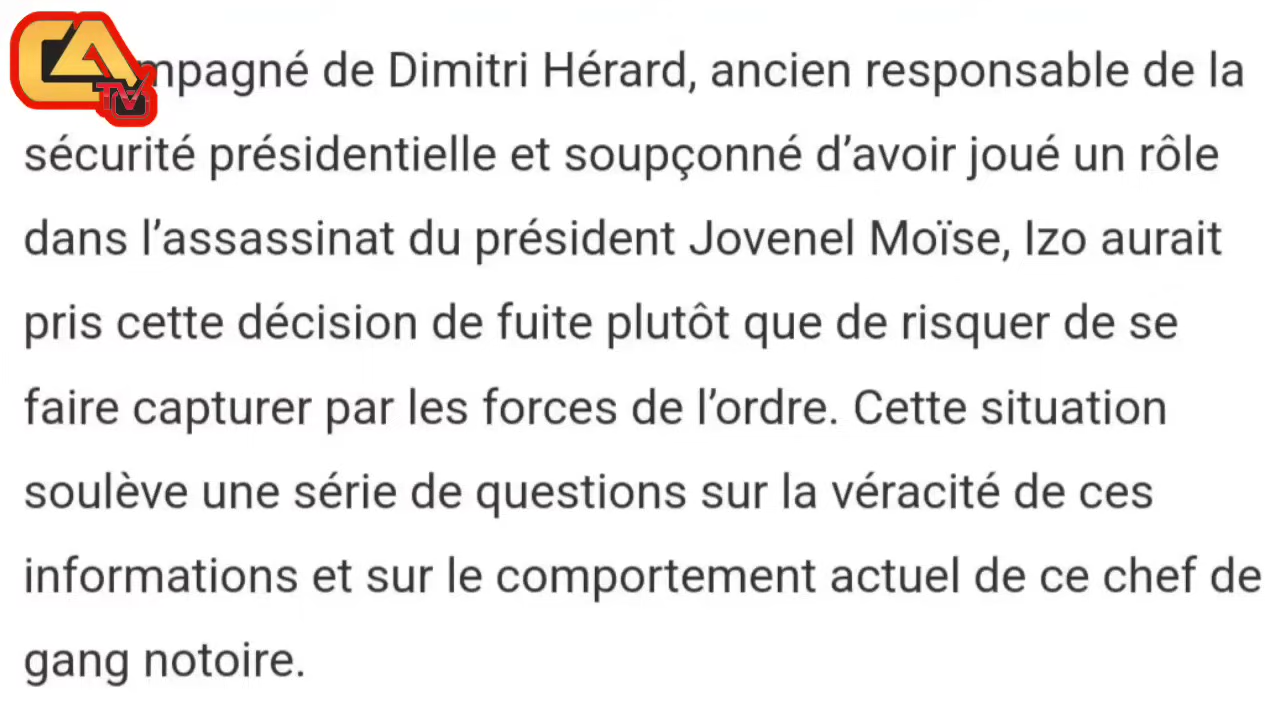 CA TV
mpagné de Dimitri Hérard, ancien responsable de la
sécurité présidentielle et soupçonné d’avoir joué un rôle
dans l’assassinat du président Jovenel Moïse, Izo aurait
pris cette décision de fuite plutôt que de risquer de se
faire capturer par les forces de l’ordre. Cette situation
soulève une série de questions sur la véracité de ces
informations et sur le comportement actuel de ce chef de
gang notoire.